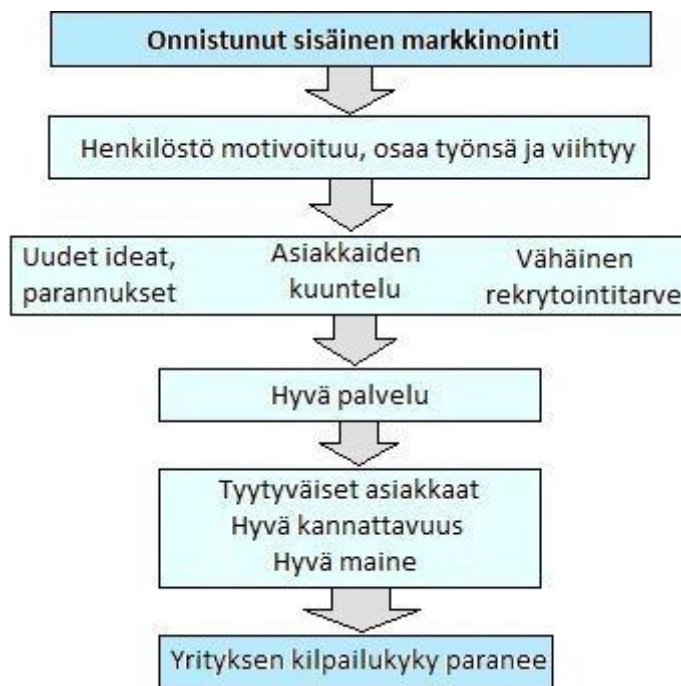 Onnistunut sisäinen markkinointi
Henkilöstö motivoituu, osaa työnsä ja viihtyy
Uudet ideat,
parannukset
Asiakkaiden
kuuntelu
Vähäinen
rekrytointitarve
Hyvä palvelu
Tyytyväiset asiakkaat
Hyvä kannattavuus
Hyvä maine
Yrityksen kilpailukyky paranee